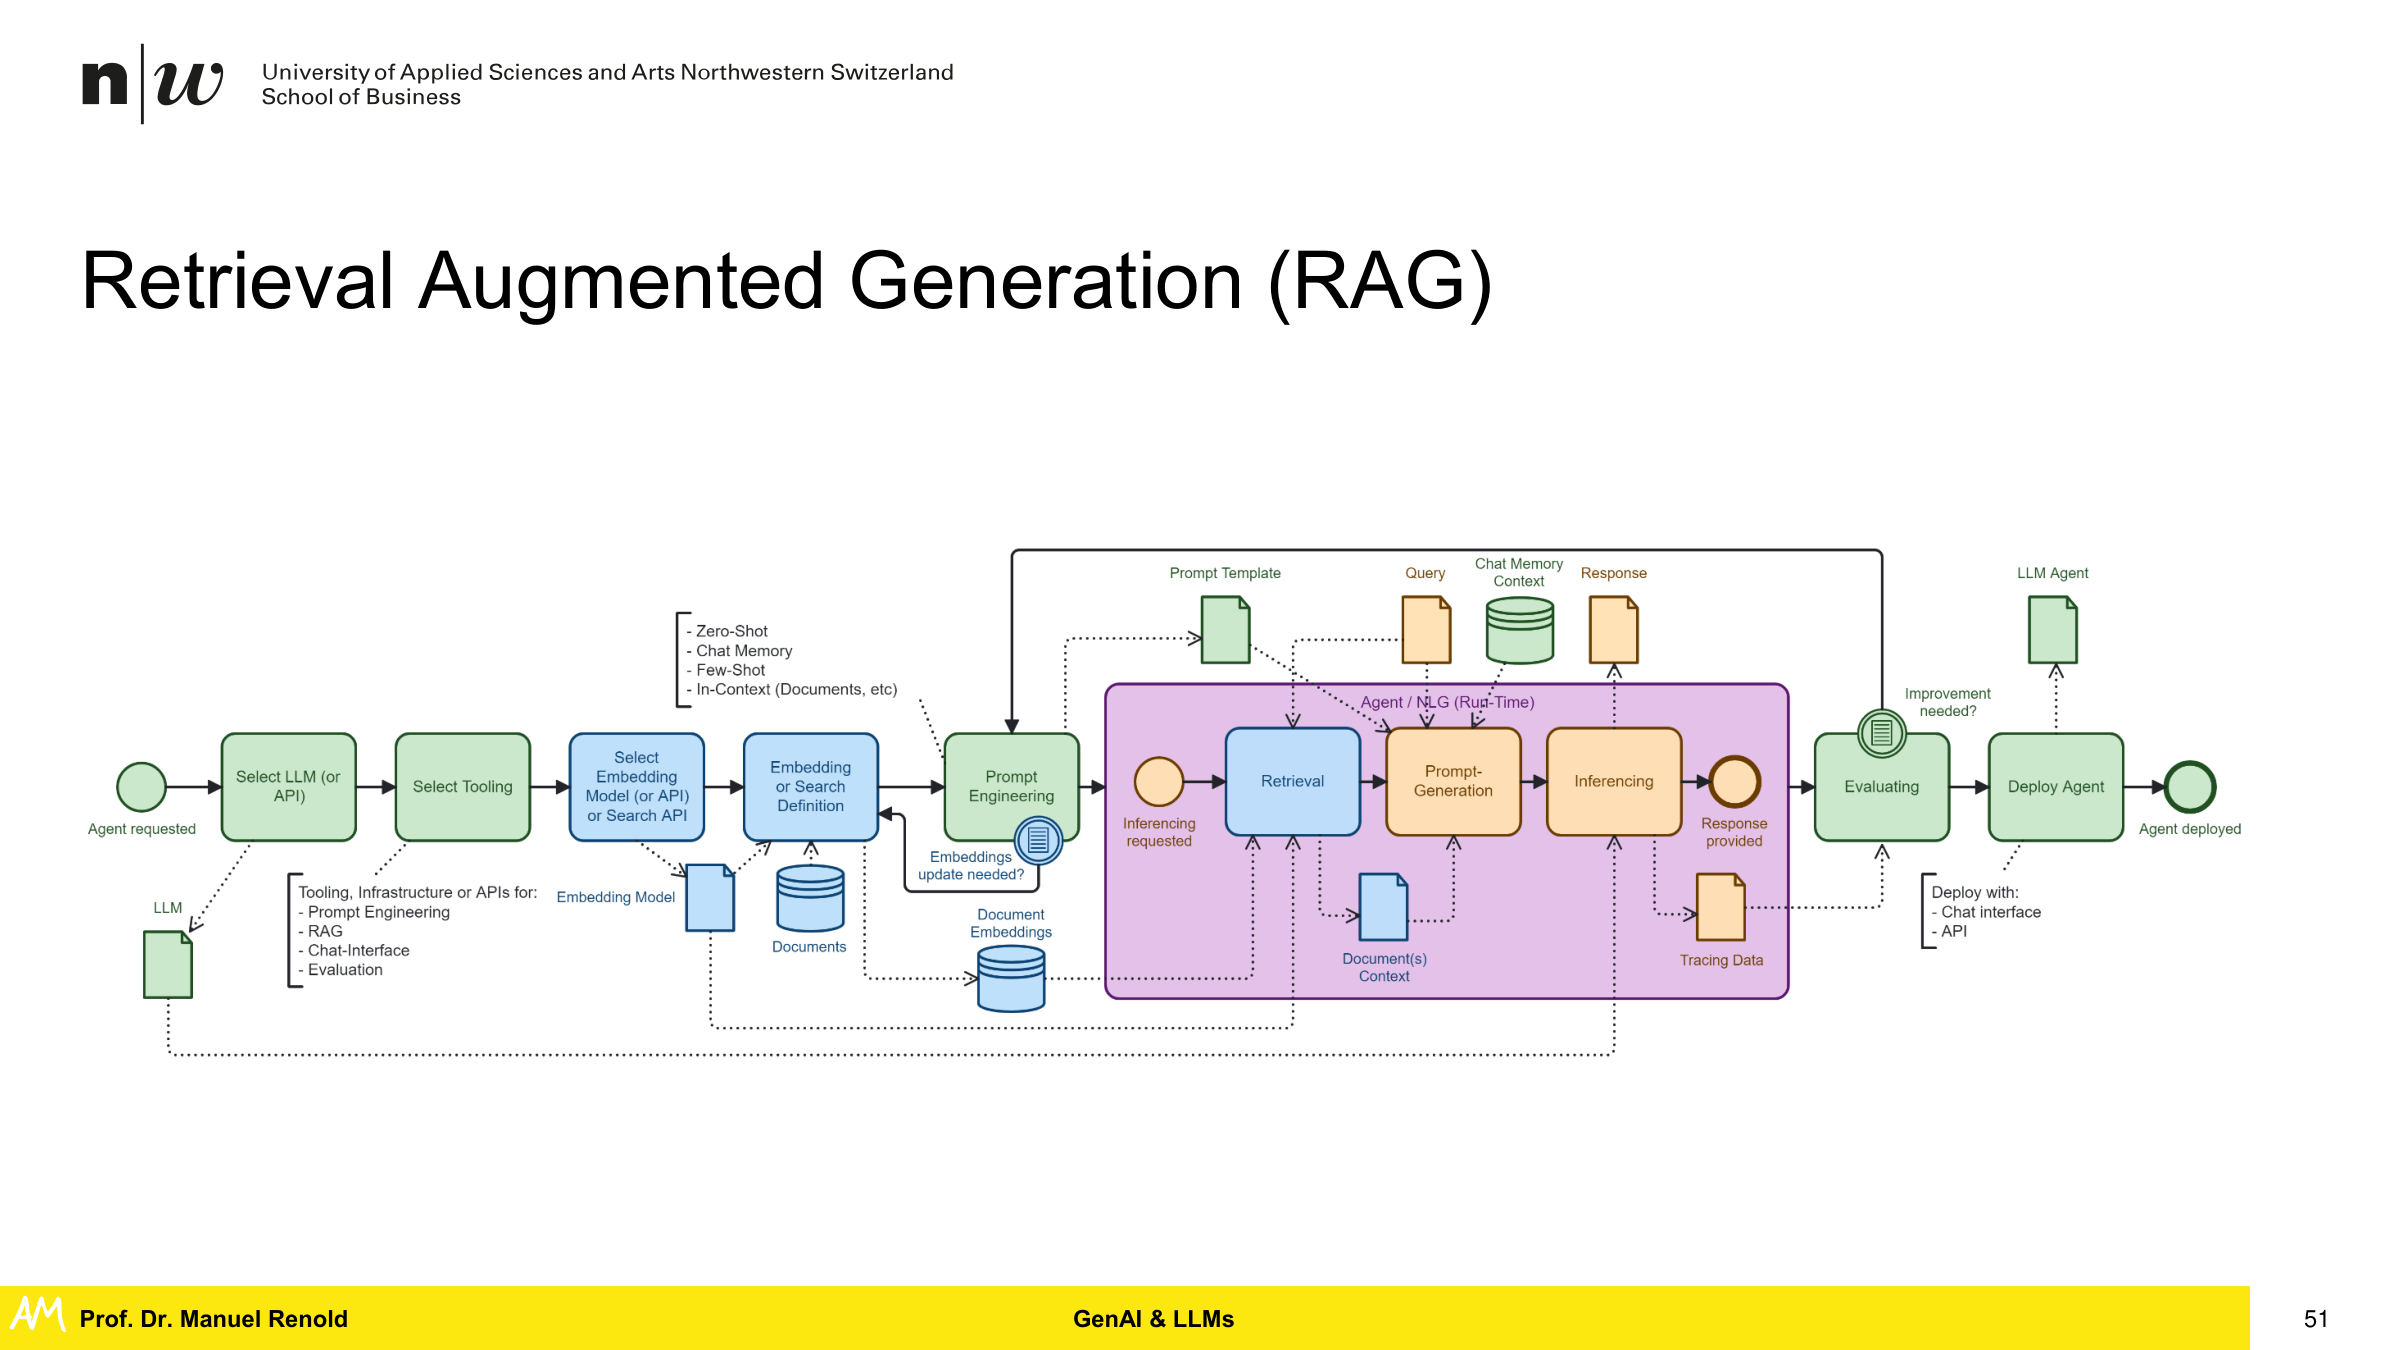 n|w University of Applied Sciences and Arts Northwestern Switzerland
School of Business
Retrieval Augmented Generation (RAG)
Prompt Template
Query
Chat Memory
Context
Response
LLM Agent
- Zero-Shot
- Chat Memory
- Few-Shot
- In-Context (Documents, etc)
Agent / NLG (Run-Time)
Improvement
needed?
Agent requested
Select LLM (or
API)
Select Tooling
Select
Embedding
Model (or API)
or Search API
Embedding
or Search
Definition
Prompt
Engineering
Embeddings
update needed?
Inferencing
requested
Retrieval
Prompt-
Generation
Inferencing
Response
provided
Evaluating
Deploy Agent
Agent deployed
LLM
Tooling, Infrastructure or APIs for:
- Prompt Engineering
- RAG
- Chat-Interface
- Evaluation
Embedding Model
Documents
Document
Embeddings
Document(s)
Context
Tracing Data
Deploy with:
- Chat interface
- API
AM Prof. Dr. Manuel Renold
GenAI & LLMs
51